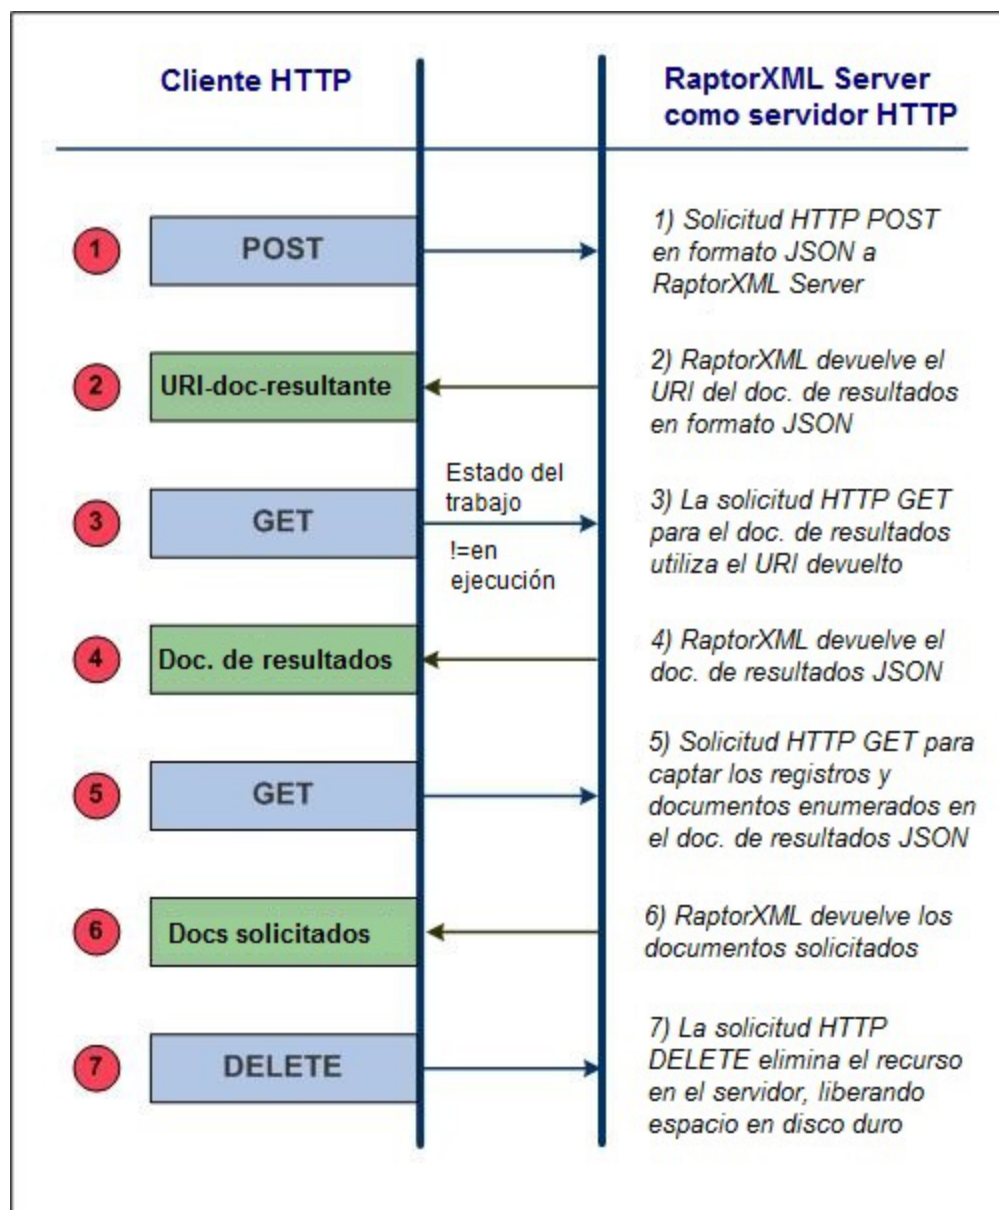 Cliente HTTP
RaptorXML Server
como servidor HTTP
1
POST
1) Solicitud HTTP POST
en formato JSON a
RaptorXML Server
2
URI-doc-resultante
2) RaptorXML devuelve el
URI del doc. de resultados
en formato JSON
3
GET
Estado del
trabajo
!=en
ejecución
3) La solicitud HTTP GET
para el doc. de resultados
utiliza el URI devuelto
4
Doc. de resultados
4) RaptorXML devuelve el
doc. de resultados JSON
5
GET
5) Solicitud HTTP GET para
captar los registros y
documentos enumerados en
el doc. de resultados JSON
6
Docs solicitados
6) RaptorXML devuelve los
documentos solicitados
7
DELETE
7) La solicitud HTTP
DELETE elimina el recurso
en el servidor, liberando
espacio en disco duro